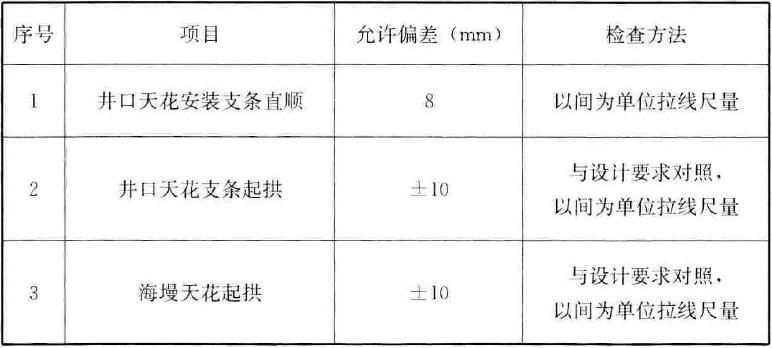 序号 项目 允许偏差（mm） 检查方法
1 井口天花安装支条直顺 8 以间为单位拉线尺量
2 井口天花支条起拱 ±10 与设计要求对照，
以间为单位拉线尺量
3 海墁天花起拱 ±10 与设计要求对照，
以间为单位拉线尺量